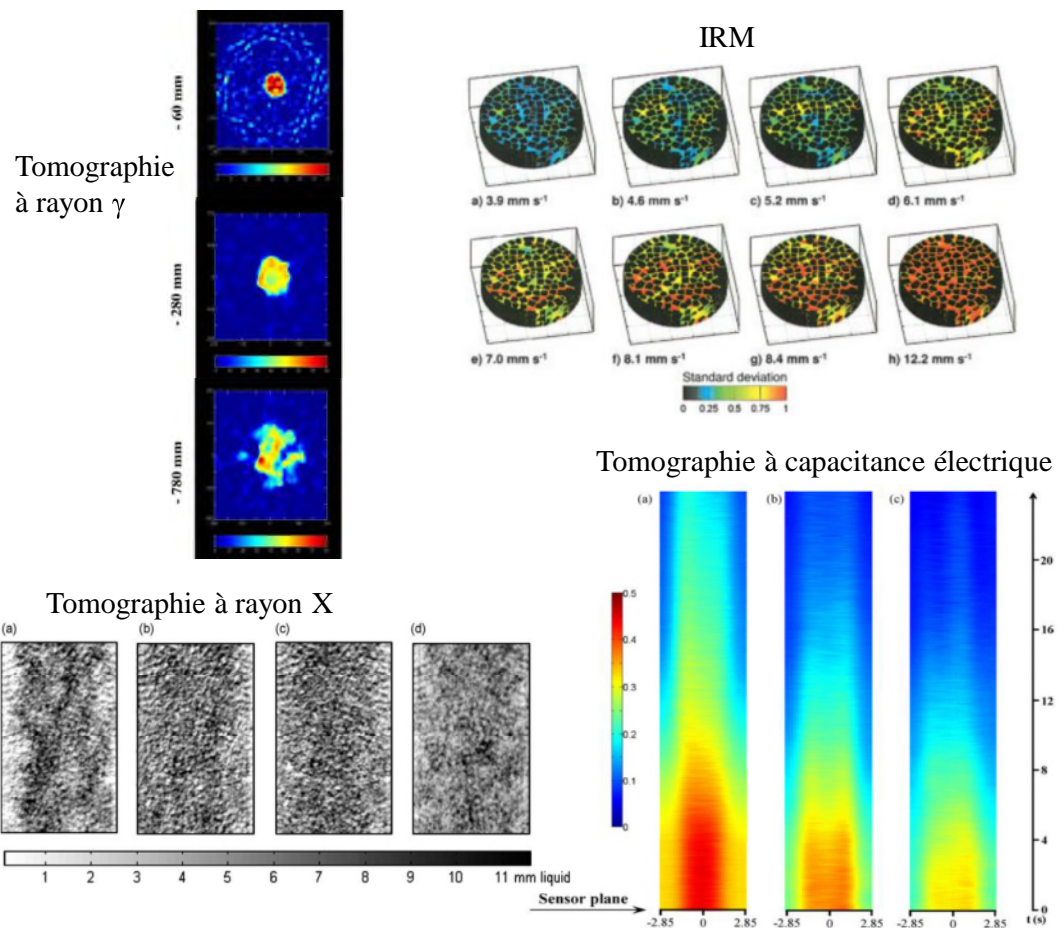 IRM
Tomographie
à rayon γ
- 60 mm
- 280 mm
- 780 mm
a) 3.9 mm s⁻¹
b) 4.6 mm s⁻¹
c) 5.2 mm s⁻¹
d) 6.1 mm s⁻¹
e) 7.0 mm s⁻¹
f) 8.1 mm s⁻¹
g) 8.4 mm s⁻¹
h) 12.2 mm s⁻¹
Standard deviation
0 0.25 0.5 0.75 1
Tomographie à capacitance électrique
(a) (b) (c)
0.5
0.4
0.3
0.2
0.1
0
20
16
12
8
4
0
t (s)
-2.85 0 2.85 -2.85 0 2.85 -2.85 0 2.85
Sensor plane
Tomographie à rayon X
(a) (b) (c) (d)
1 2 3 4 5 6 7 8 9 10 11 mm liquid